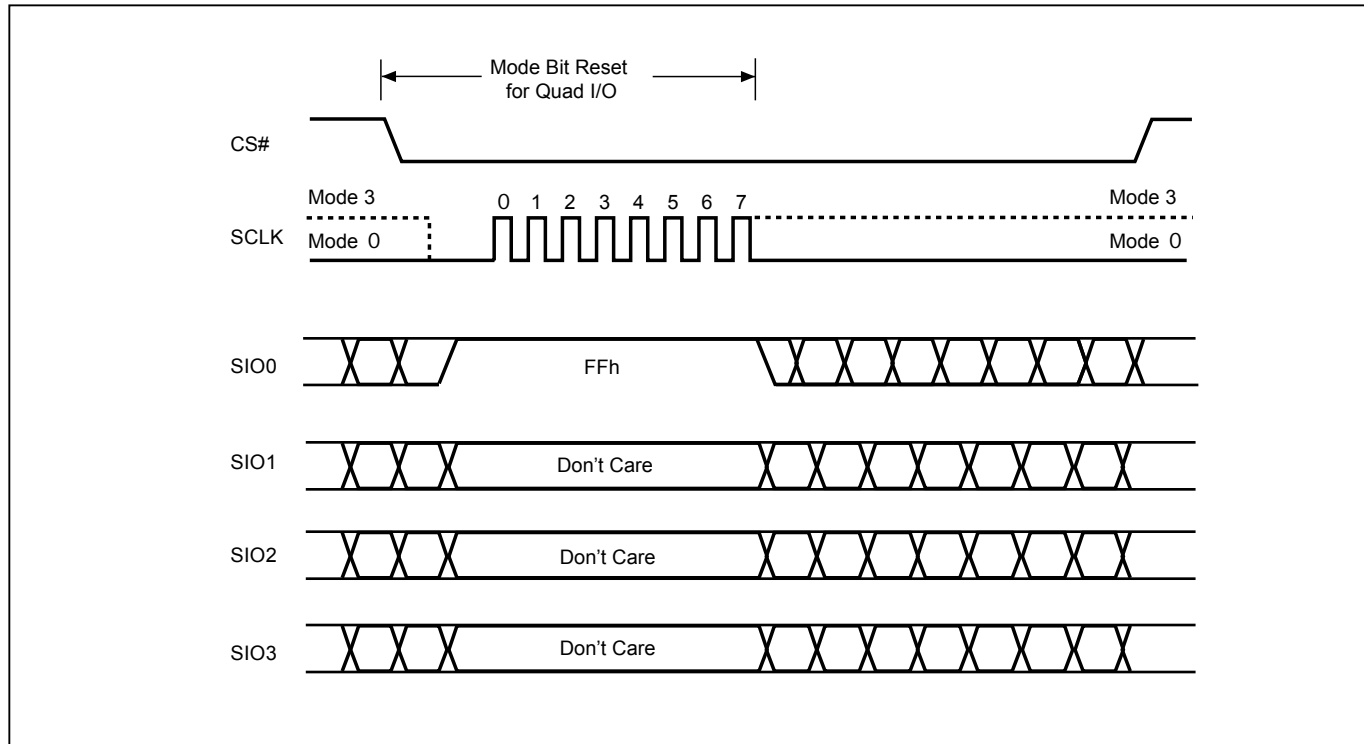 Mode Bit Reset
for Quad I/O
CS#
Mode 3
0 1 2 3 4 5 6 7
Mode 3
SCLK
Mode 0
Mode 0
SIO0
FFh
SIO1
Don't Care
SIO2
Don't Care
SIO3
Don't Care